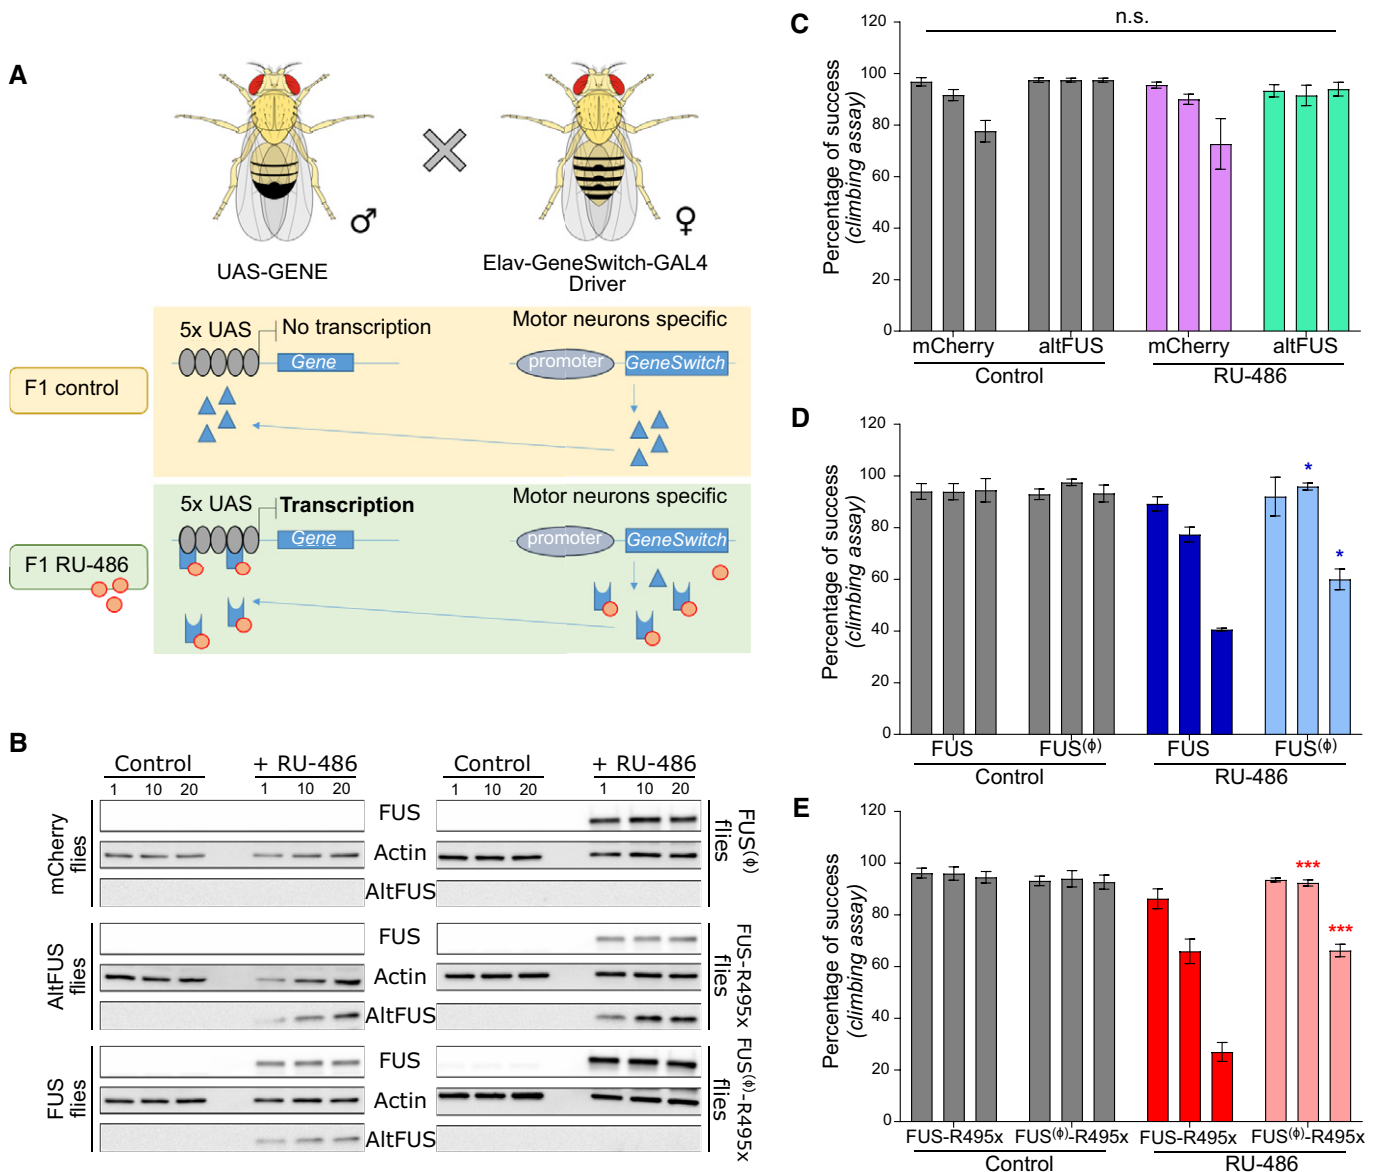 A
♂
♀
UAS-GENE
Elav-GeneSwitch-GAL4
Driver
F1 control
5x UAS
No transcription
Gene
Motor neurons specific
promoter
GeneSwitch
F1 RU-486
5x UAS
Transcription
Gene
Motor neurons specific
promoter
GeneSwitch
B
Control
+ RU-486
Control
+ RU-486
1 10 20
1 10 20
1 10 20
1 10 20
mCherry
flies
FUS
Actin
AltFUS
FUS(ϕ)
flies
AltFUS
flies
FUS
Actin
AltFUS
FUS-R495x
flies
FUS
flies
FUS
Actin
AltFUS
FUS(ϕ)-R495x
flies
C
n.s.
Percentage of success
(climbing assay)
120
100
80
60
40
20
0
mCherry
altFUS
mCherry
altFUS
Control
RU-486
D
Percentage of success
(climbing assay)
120
100
80
60
40
20
0
*
*
FUS
FUS(ϕ)
FUS
FUS(ϕ)
Control
RU-486
E
Percentage of success
(climbing assay)
120
100
80
60
40
20
0
***
***
FUS-R495x
FUS(ϕ)-R495x
FUS-R495x
FUS(ϕ)-R495x
Control
RU-486